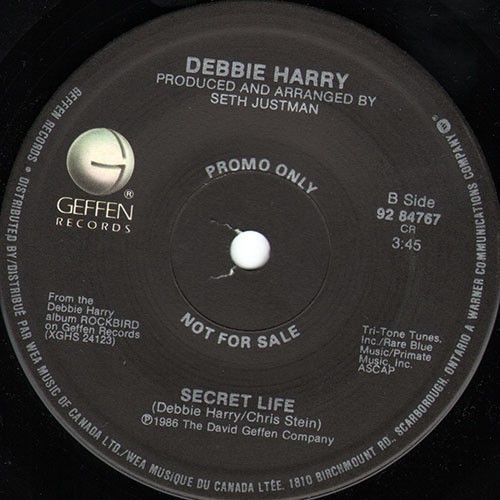 DEBBIE HARRY
PRODUCED AND ARRANGED BY
SETH JUSTMAN
PROMO ONLY
NOT FOR SALE
GEFFEN
RECORDS
®
B Side
92 84767
CR
3:45
From the
Debbie Harry
album ROCKBIRD
on Geffen Records
(XGHS 24123)
Tri-Tone Tunes,
Inc./Rare Blue
Music/Primate
Music, Inc.
ASCAP
SECRET LIFE
(Debbie Harry/Chris Stein)
℗1986 The David Geffen Company
GEFFEN RECORDS • DISTRIBUTED BY/DISTRIBUÉ PAR WEA MUSIC OF CANADA LTD./WEA MUSIQUE DU CANADA LTÉE. 1810 BIRCHMOUNT RD., SCARBOROUGH, ONTARIO A WARNER COMMUNICATIONS COMPANY.